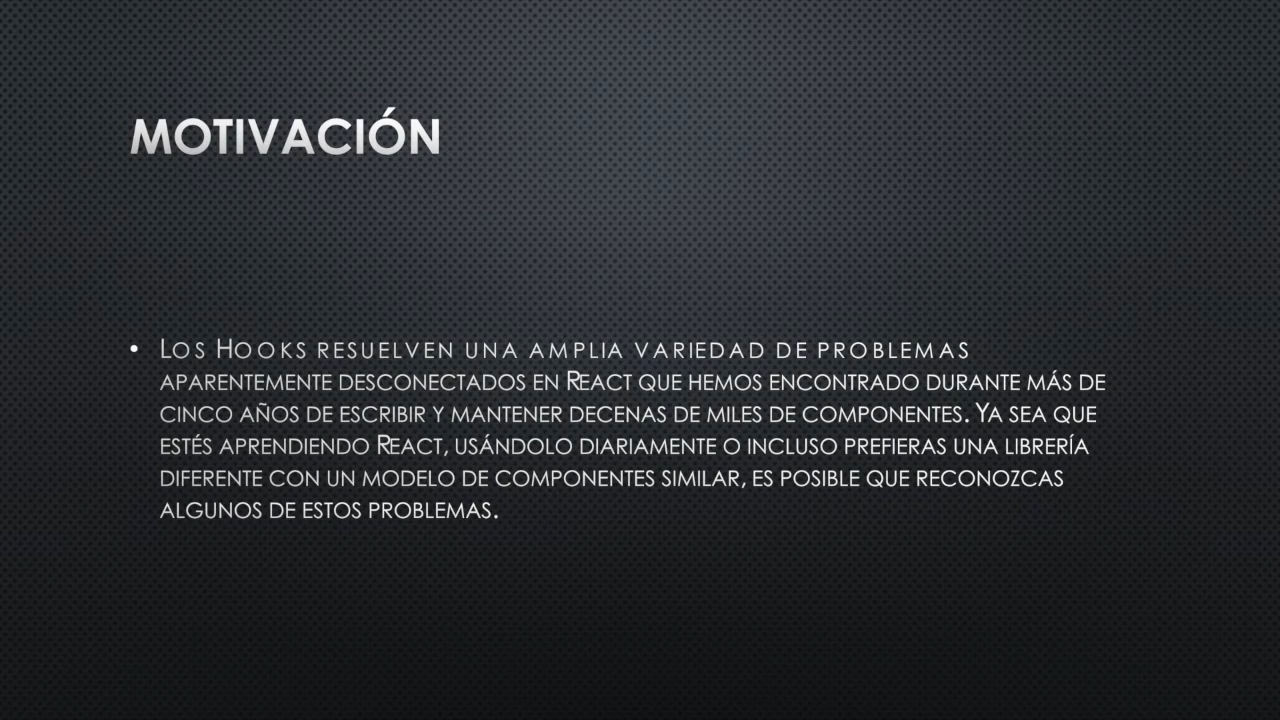 MOTIVACIÓN
• Los Hooks resuelven una amplia variedad de problemas
aparentemente desconectados en React que hemos encontrado durante más de
cinco años de escribir y mantener decenas de miles de componentes. Ya sea que
estés aprendiendo React, usándolo diariamente o incluso prefieras una librería
diferente con un modelo de componentes similar, es posible que reconozcas
algunos de estos problemas.